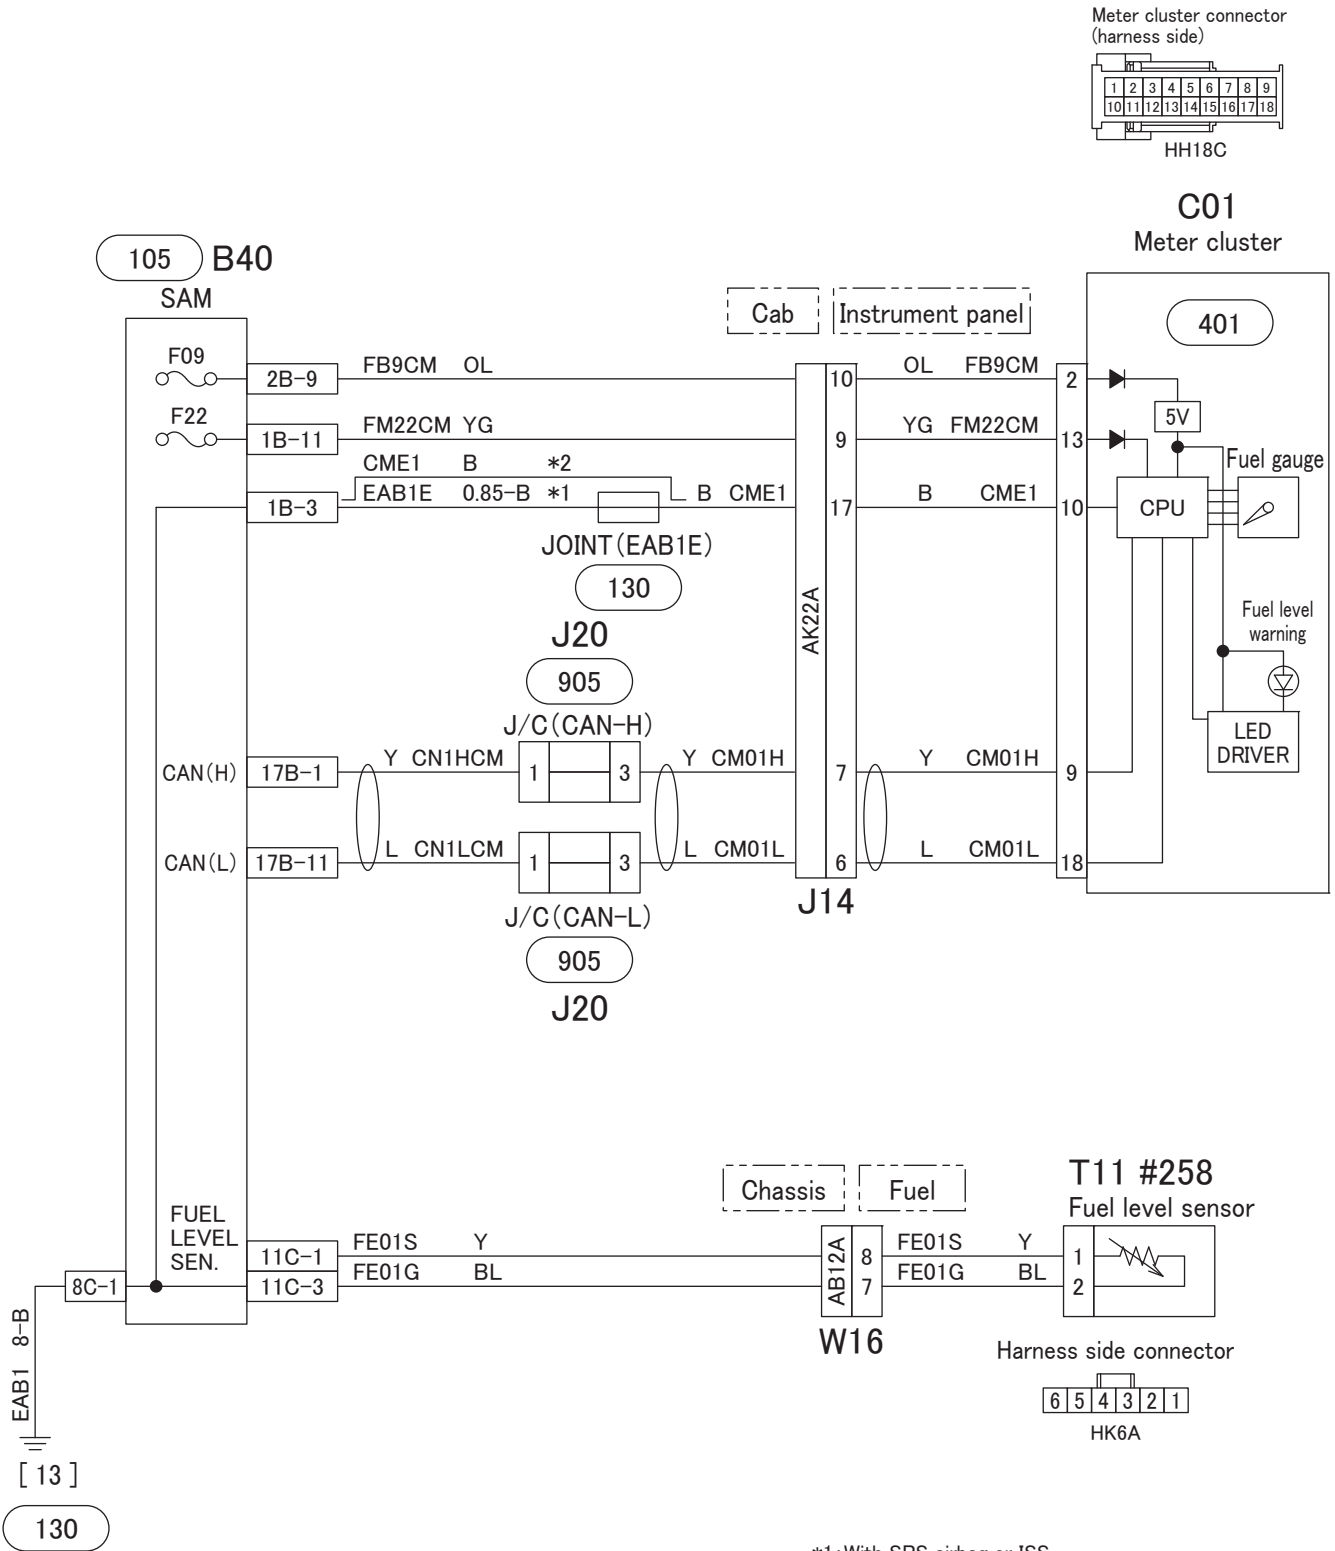 Meter cluster connector
(harness side)
1 2 3 4 5 6 7 8 9
10 11 12 13 14 15 16 17 18
HH18C
C01
Meter cluster
105 B40
SAM
Cab Instrument panel
401
F09
2B-9 FB9CM OL 10 OL FB9CM 2
5V
F22
1B-11 FM22CM YG 9 YG FM22CM 13
Fuel gauge
CME1 B *2
1B-3 EAB1E 0.85-B *1 B CME1 17 B CME1 10 CPU
JOINT(EAB1E)
130
AK22A
J20
905
J/C(CAN-H)
Fuel level
warning
LED
DRIVER
CAN(H) 17B-1 Y CN1HCM 1 3 Y CM01H 7 Y CM01H 9
CAN(L) 17B-11 L CN1LCM 1 3 L CM01L 6 L CM01L 18
J14
J/C(CAN-L)
905
J20
Chassis Fuel
T11 #258
Fuel level sensor
FUEL
LEVEL
SEN.
11C-1 FE01S Y AB12A 8 FE01S Y 1
8C-1 11C-3 FE01G BL 7 FE01G BL 2
W16
EAB1 8-B
Harness side connector
6 5 4 3 2 1
HK6A
[13]
130
*1:With SRS airbag or ISS